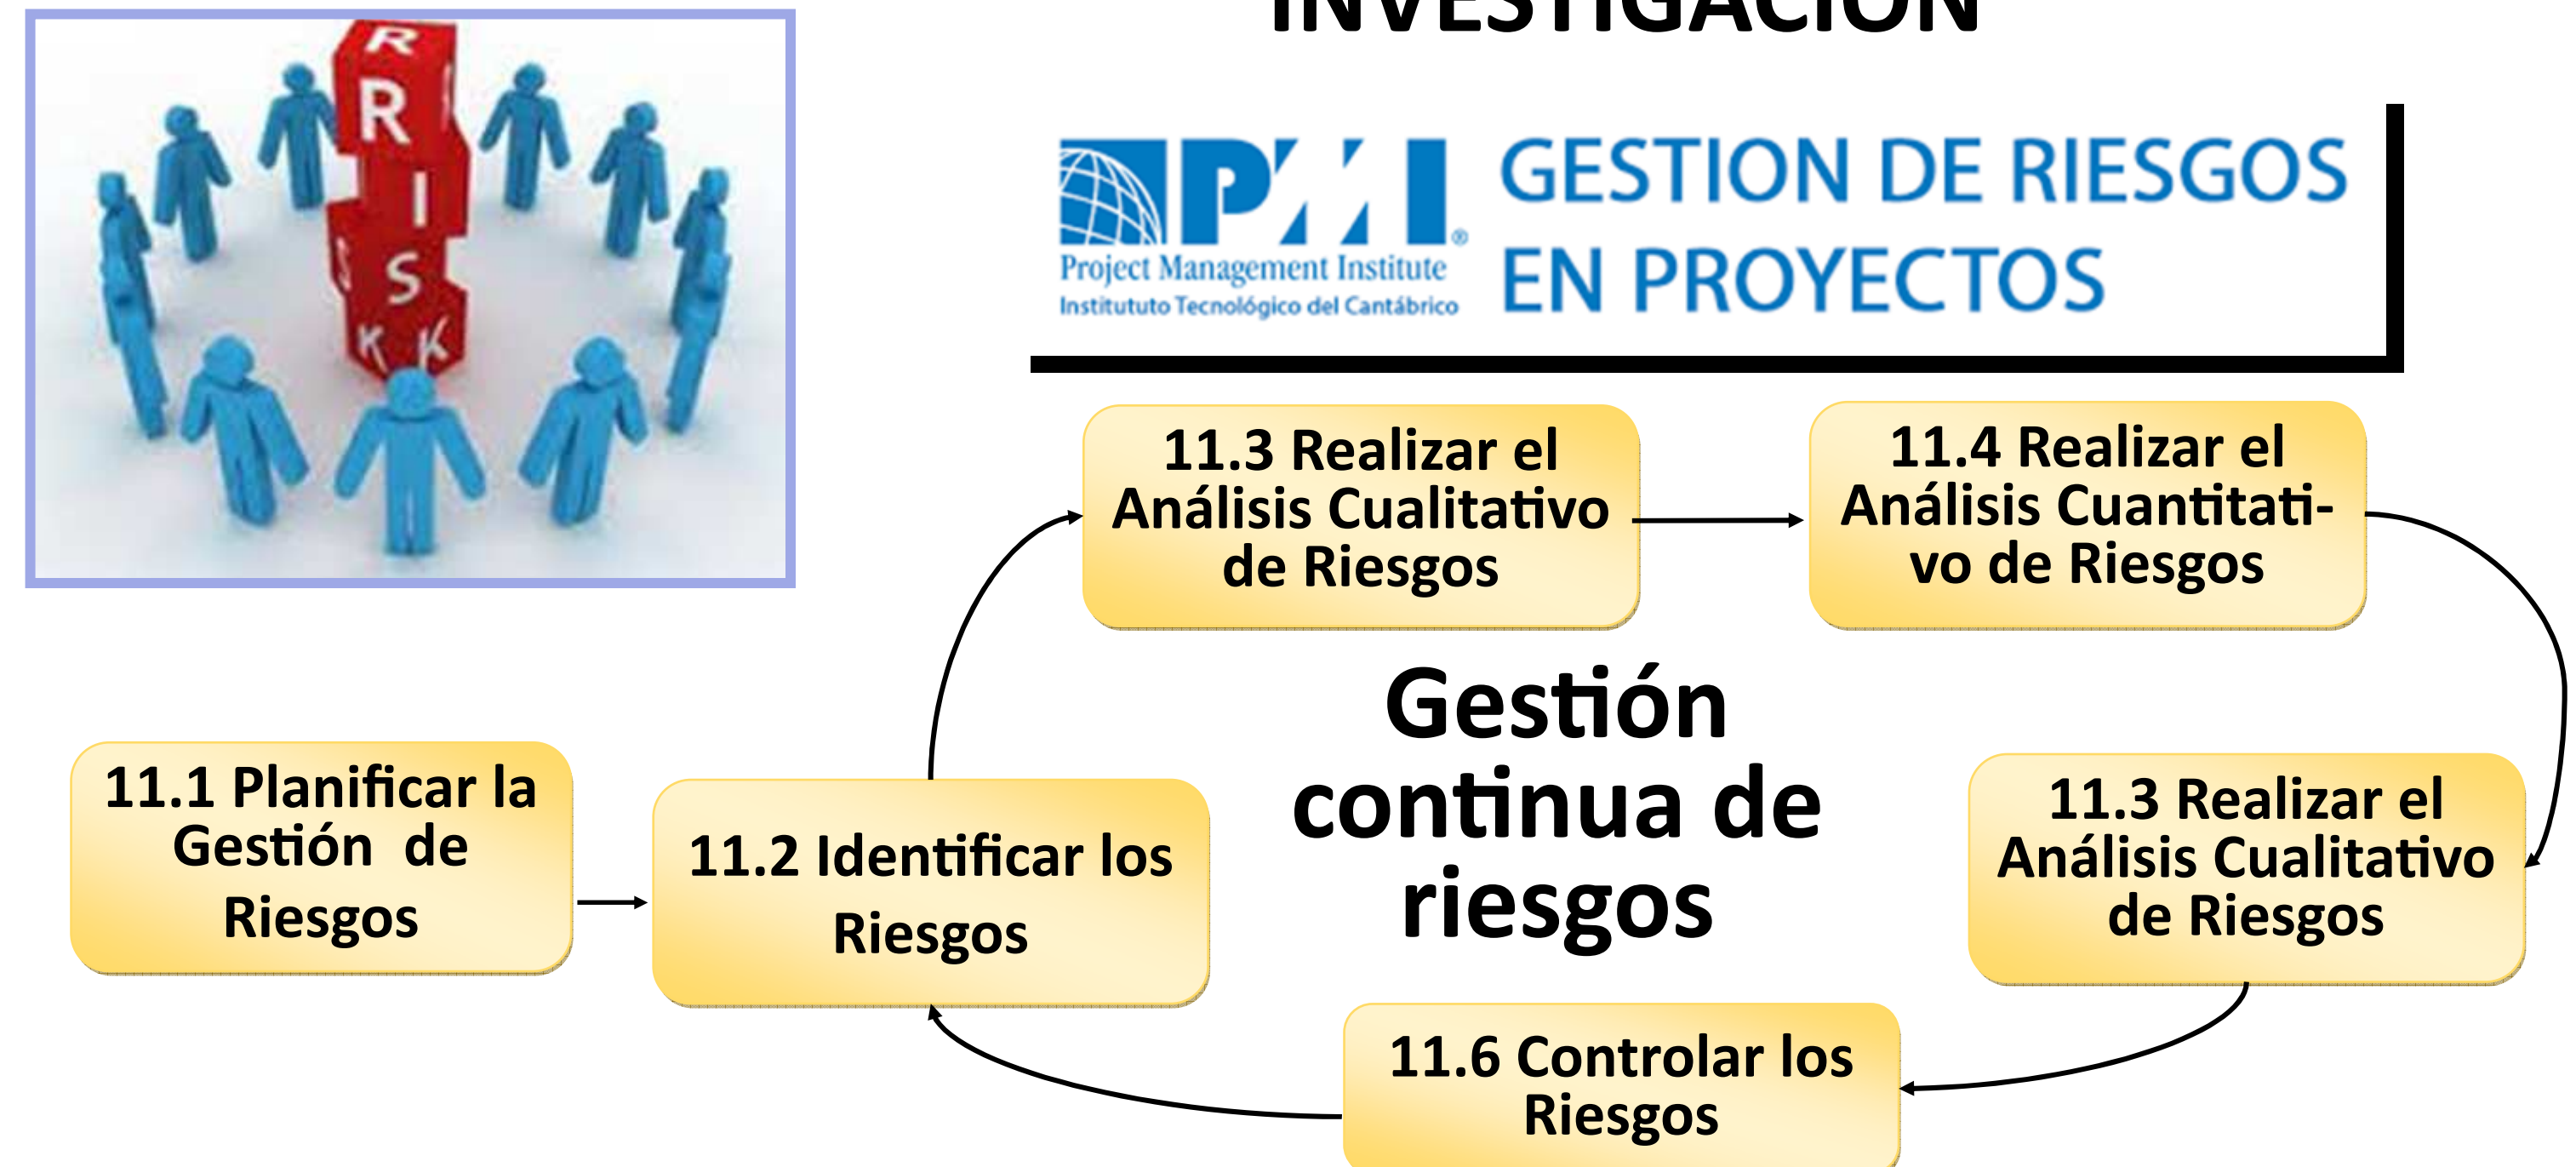 INVESTIGACIÓN
R
R
I
S
S
K K
PMI®
Project Management Institute
Institututo Tecnológico del Cantábrico
GESTION DE RIESGOS
EN PROYECTOS
11.3 Realizar el
Análisis Cualitativo
de Riesgos
11.4 Realizar el
Análisis Cuantitati-
vo de Riesgos
Gestión
continua de
riesgos
11.1 Planificar la
Gestión de
Riesgos
11.2 Identificar los
Riesgos
11.3 Realizar el
Análisis Cualitativo
de Riesgos
11.6 Controlar los
Riesgos